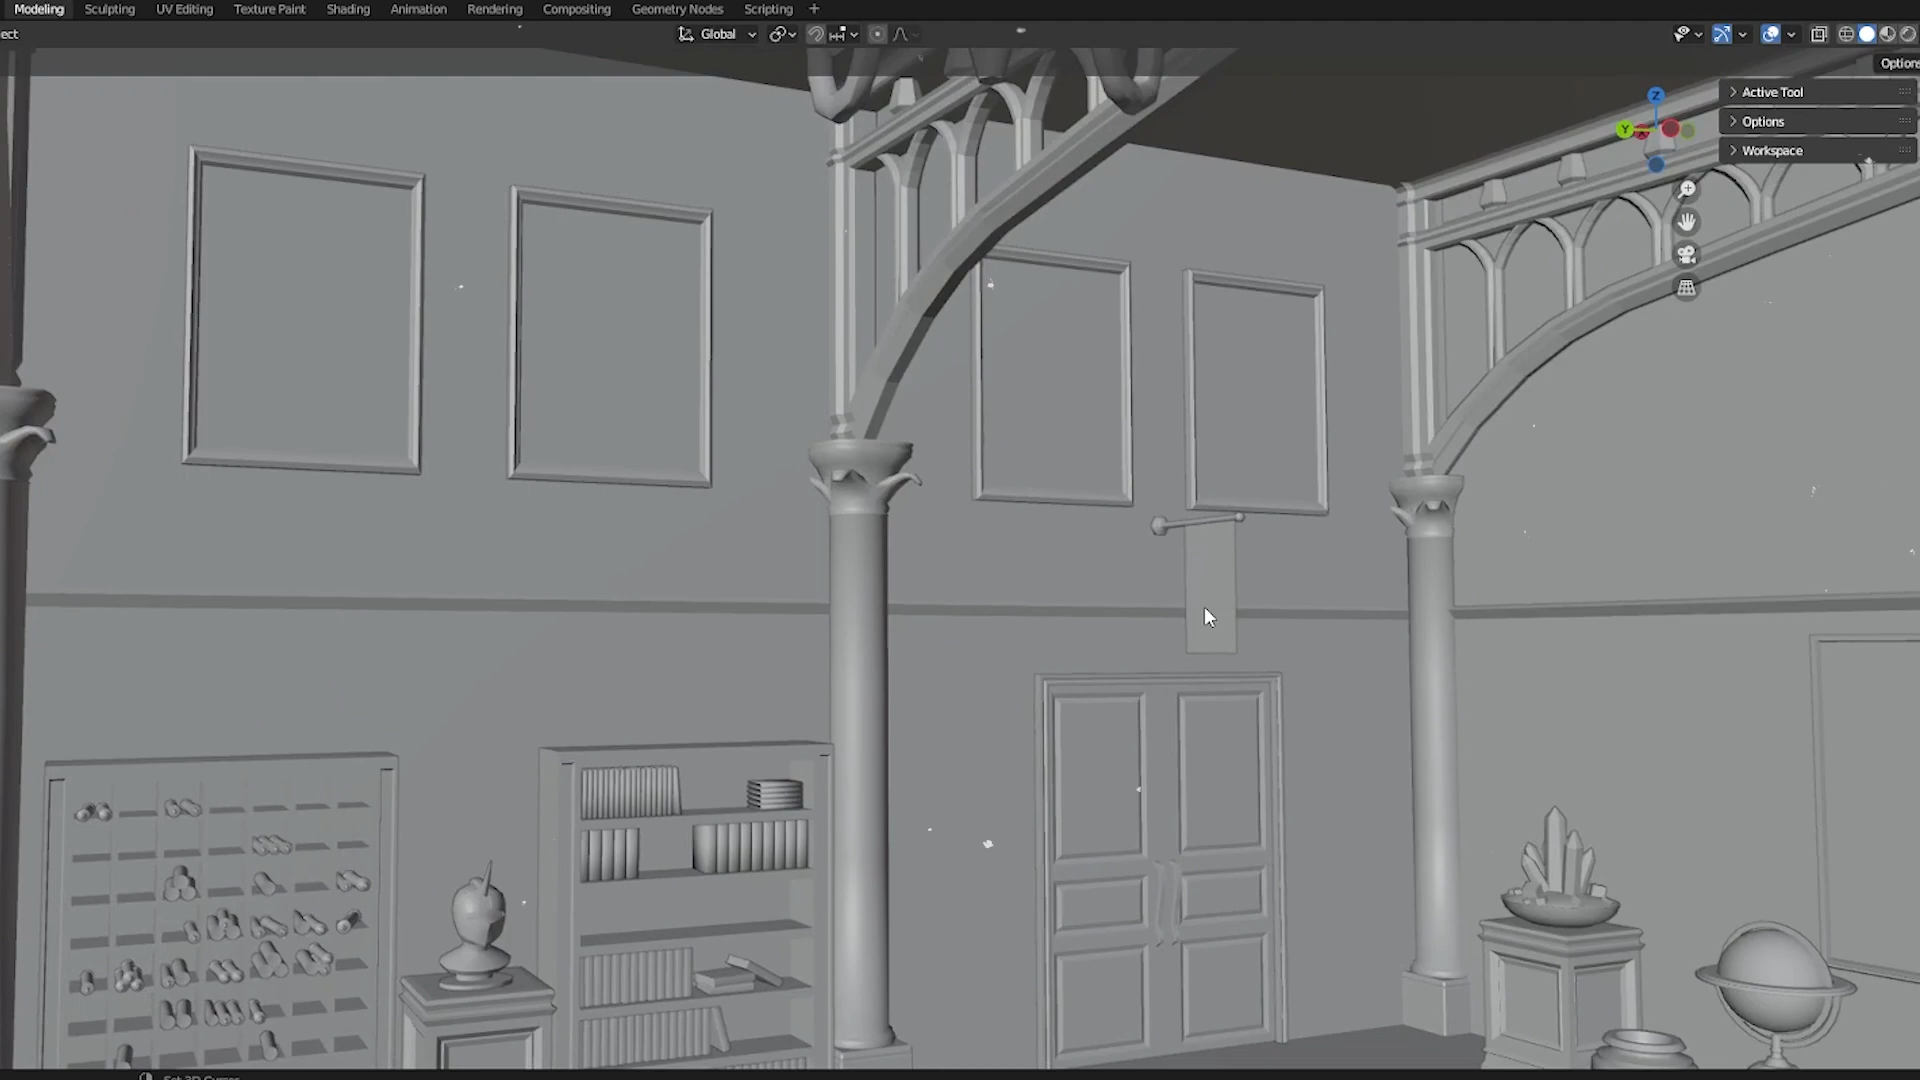 Modeling Sculpting UV Editing Texture Paint Shading Animation Rendering Compositing Geometry Nodes Scripting +
ect Global
Options
Z
Y
Active Tool
Options
Workspace